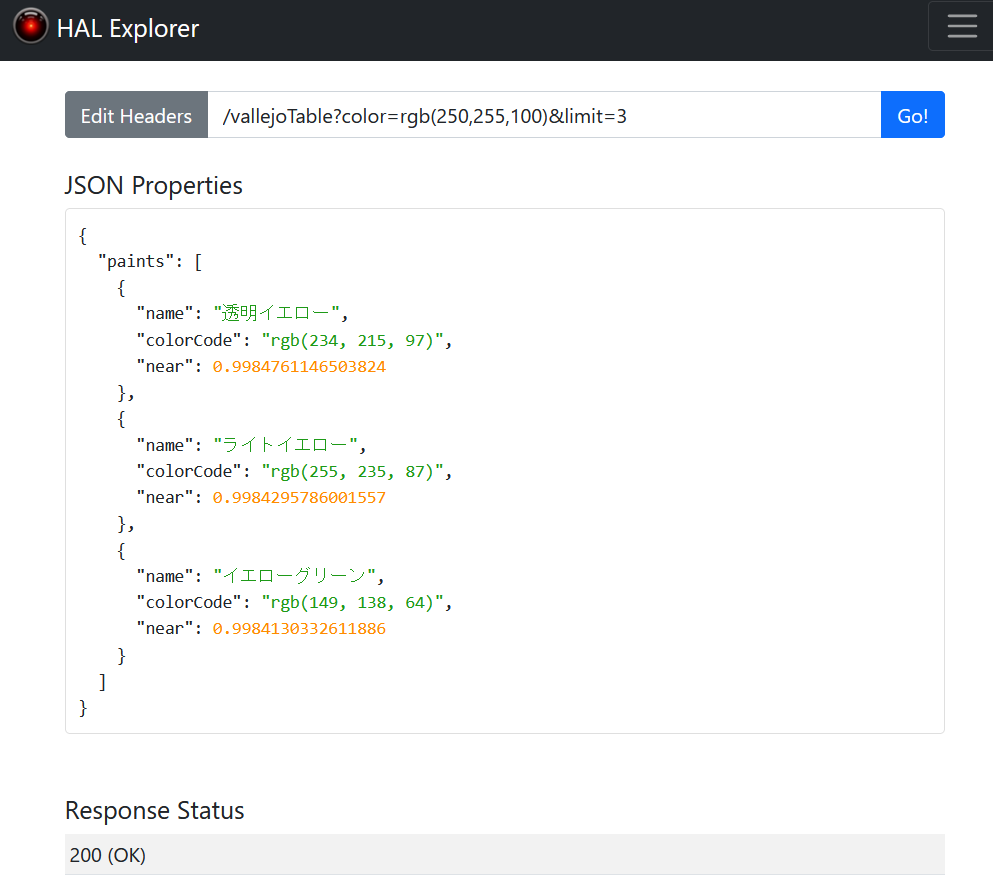 HAL Explorer
Edit Headers /vallejoTable?color=rgb(250,255,100)&limit=3 Go!
JSON Properties
{
  "paints": [
    {
      "name": "透明イエロー",
      "colorCode": "rgb(234, 215, 97)",
      "near": 0.9984761146503824
    },
    {
      "name": "ライトイエロー",
      "colorCode": "rgb(255, 235, 87)",
      "near": 0.9984295786001557
    },
    {
      "name": "イエローグリーン",
      "colorCode": "rgb(149, 138, 64)",
      "near": 0.9984130332611886
    }
  ]
}
Response Status
200 (OK)